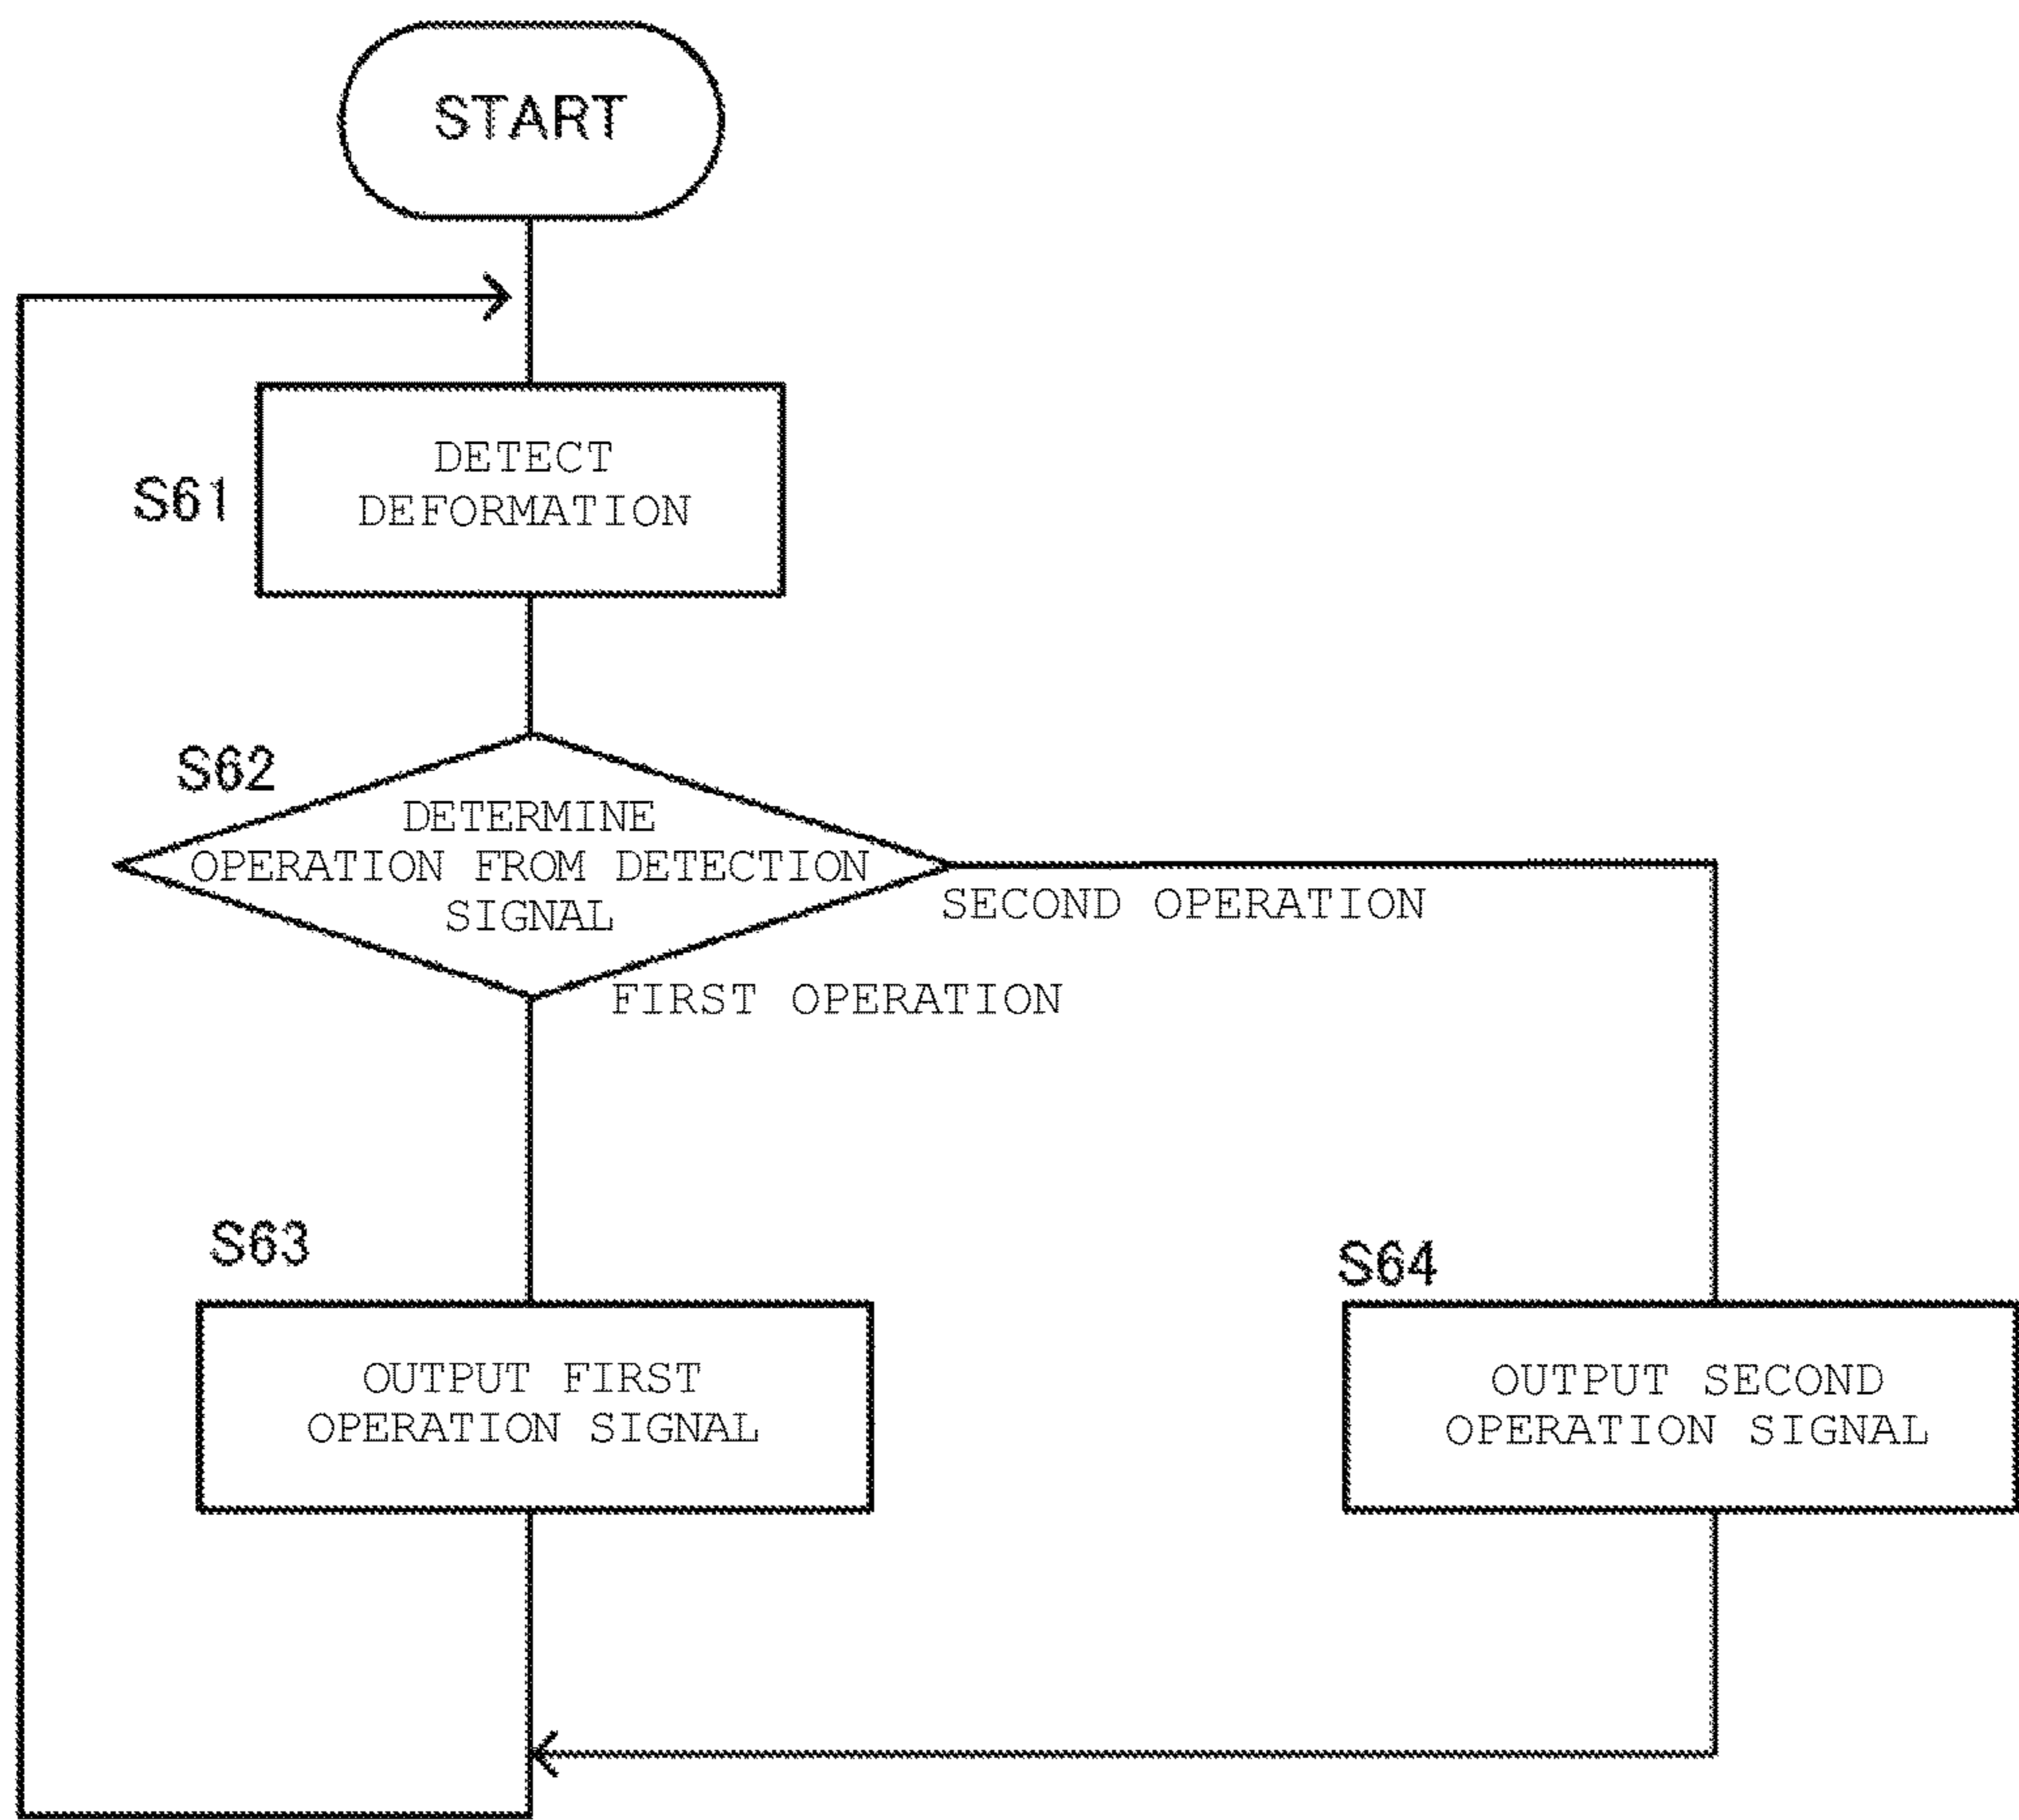 START
S61
DETECT
DEFORMATION
S62
DETERMINE
OPERATION FROM DETECTION
SIGNAL
SECOND OPERATION
FIRST OPERATION
S63
OUTPUT FIRST
OPERATION SIGNAL
S64
OUTPUT SECOND
OPERATION SIGNAL